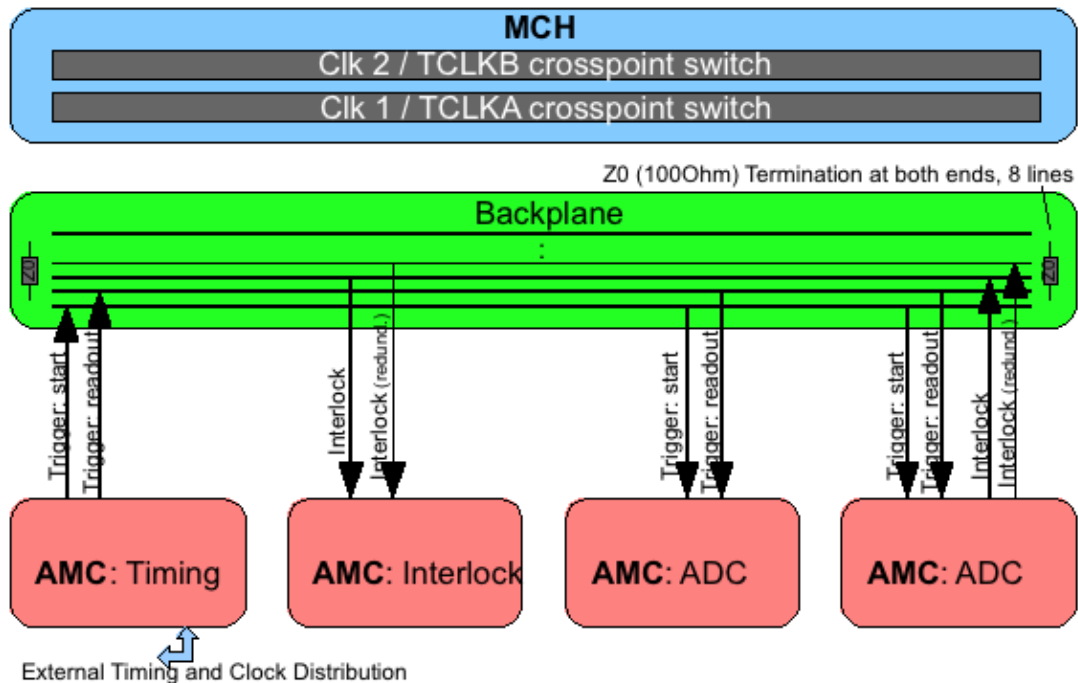 MCH
Clk 2 / TCLKB crosspoint switch
Clk 1 / TCLKA crosspoint switch
Z0 (100Ohm) Termination at both ends, 8 lines
Backplane
:
Z0
Z0
Trigger: start
Trigger: readout
Interlock
Interlock (redund.)
Trigger: start
Trigger: readout
Trigger: start
Trigger: readout
Interlock
Interlock (redund.)
AMC: Timing
AMC: Interlock
AMC: ADC
AMC: ADC
External Timing and Clock Distribution